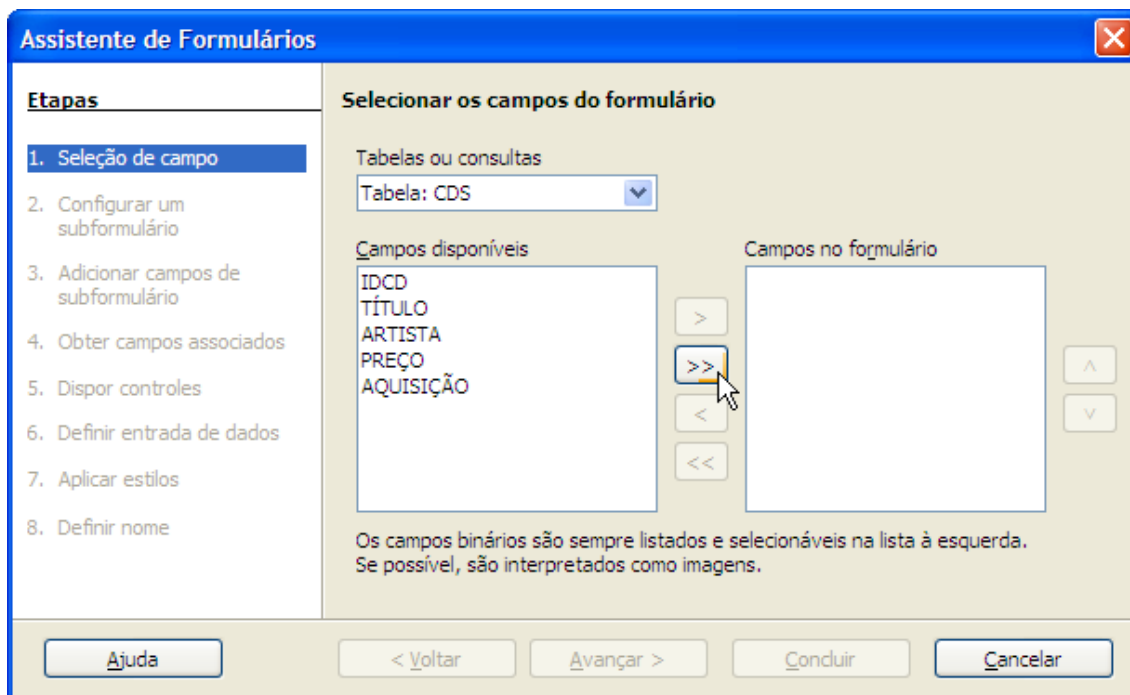 Assistente de Formulários
Etapas
1. Seleção de campo
2. Configurar um
subformulário
3. Adicionar campos de
subformulário
4. Obter campos associados
5. Dispor controles
6. Definir entrada de dados
7. Aplicar estilos
8. Definir nome
Selecionar os campos do formulário
Tabelas ou consultas
Tabela: CDS
Campos disponíveis
IDCD
TÍTULO
ARTISTA
PREÇO
AQUISIÇÃO
>
>>
<
<<
Campos no formulário
Os campos binários são sempre listados e selecionáveis na lista à esquerda.
Se possível, são interpretados como imagens.
Ajuda
< Voltar
Avançar >
Concluir
Cancelar